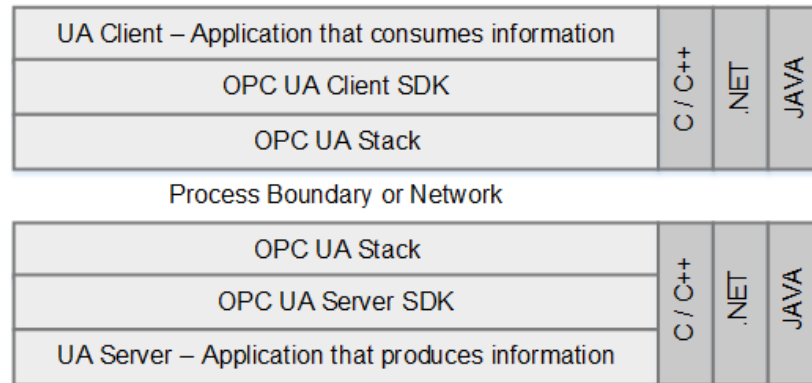 UA Client – Application that consumes information
OPC UA Client SDK
OPC UA Stack
C / C++
.NET
JAVA
Process Boundary or Network
OPC UA Stack
OPC UA Server SDK
UA Server – Application that produces information
C / C++
.NET
JAVA